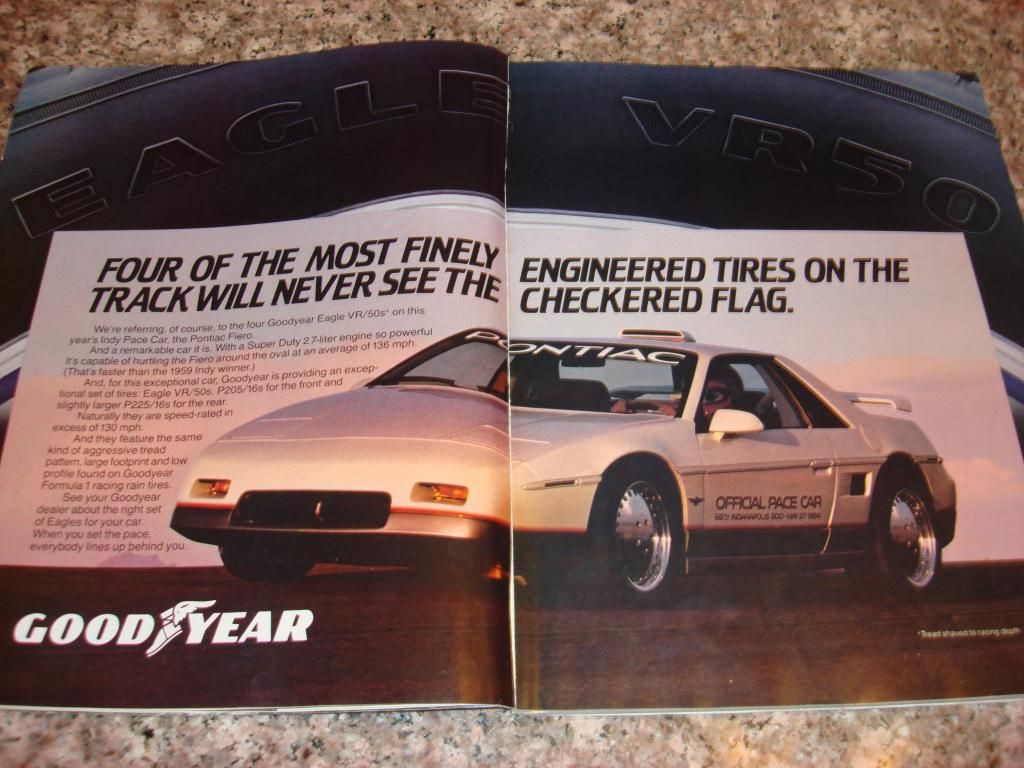 EAGLE VR50
FOUR OF THE MOST FINELY ENGINEERED TIRES ON THE
TRACK WILL NEVER SEE THE CHECKERED FLAG.
We're referring, of course, to the four Goodyear Eagle VR/50s* on this
year's Indy Pace Car, the Pontiac Fiero.
And a remarkable car it is. With a Super Duty 2.7-liter engine so powerful
it's capable of hurtling the Fiero around the oval at an average of 136 mph.
(That's faster than the 1959 Indy winner.)
And, for this exceptional car, Goodyear is providing an excep-
tional set of tires: Eagle VR/50s. P205/16s for the front and
slightly larger P225/16s for the rear.
Naturally they are speed-rated in
excess of 130 mph.
And they feature the same
kind of aggressive tread
pattern, large footprint and low
profile found on Goodyear
Formula 1 racing rain tires.
See your Goodyear
dealer about the right set
of Eagles for your car.
When you set the pace,
everybody lines up behind you.
PONTIAC
OFFICIAL PACE CAR
68TH INDIANAPOLIS 500 • MAY 27 1984
GOODYEAR
*Tread shaved to racing depth.